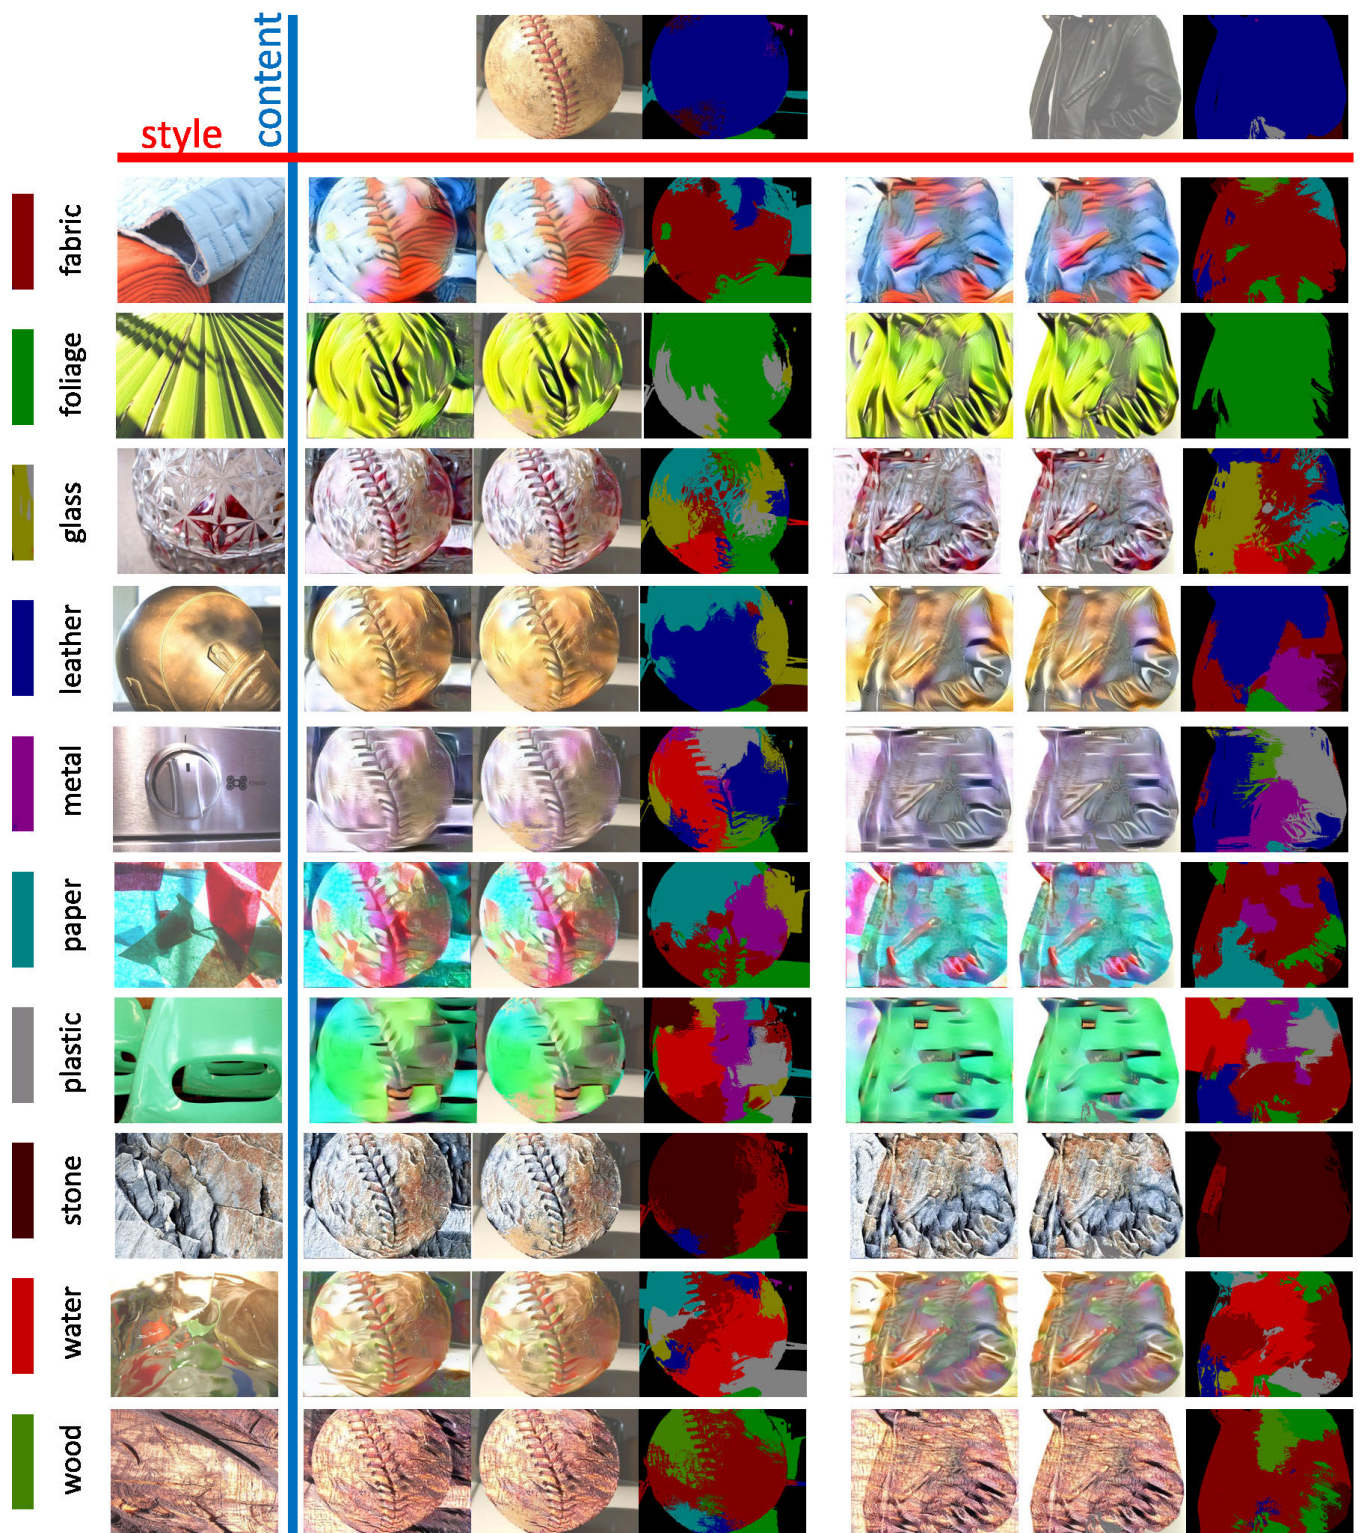 content
style
fabric
foliage
glass
leather
metal
paper
plastic
stone
water
wood